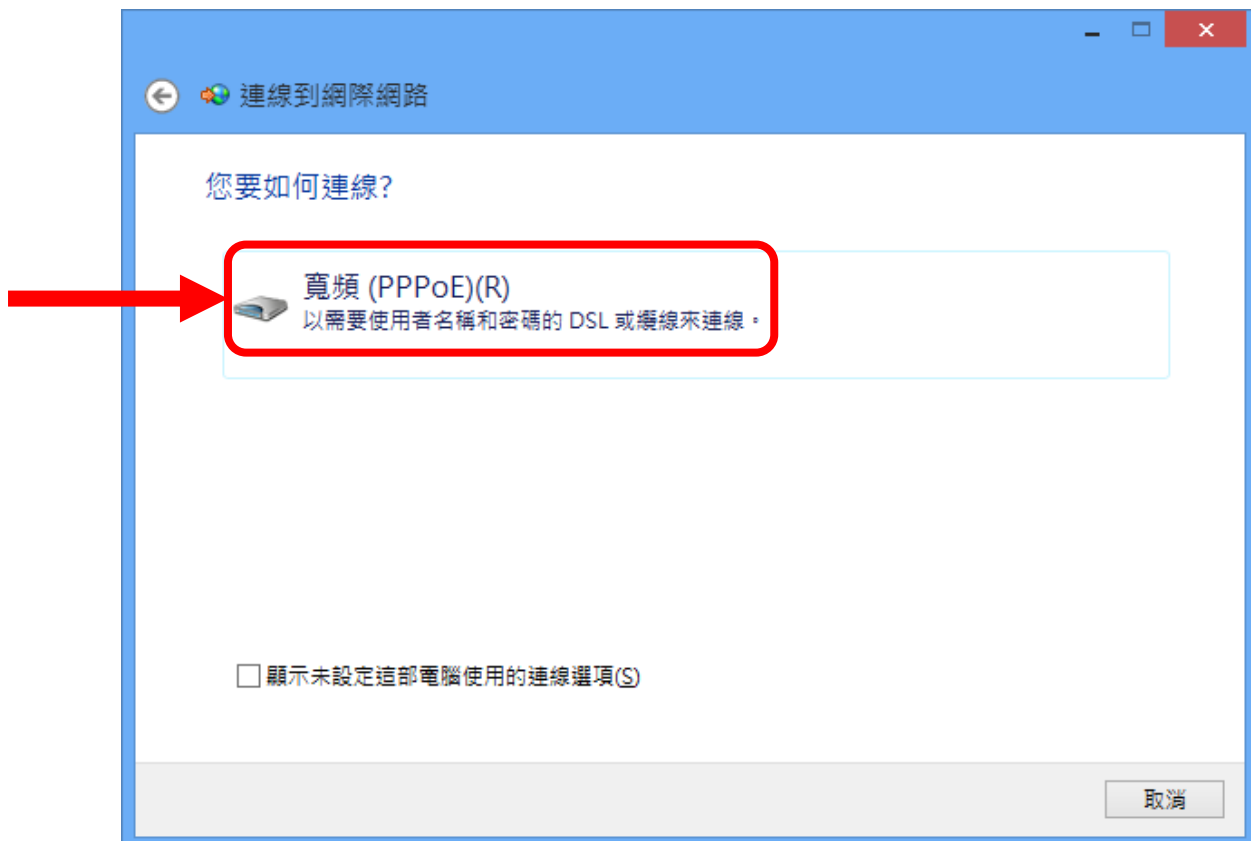 連線到網際網路
您要如何連線?
寬頻 (PPPoE)(R)
以需要使用者名稱和密碼的 DSL 或纜線來連線。
顯示未設定這部電腦使用的連線選項(S)
取消